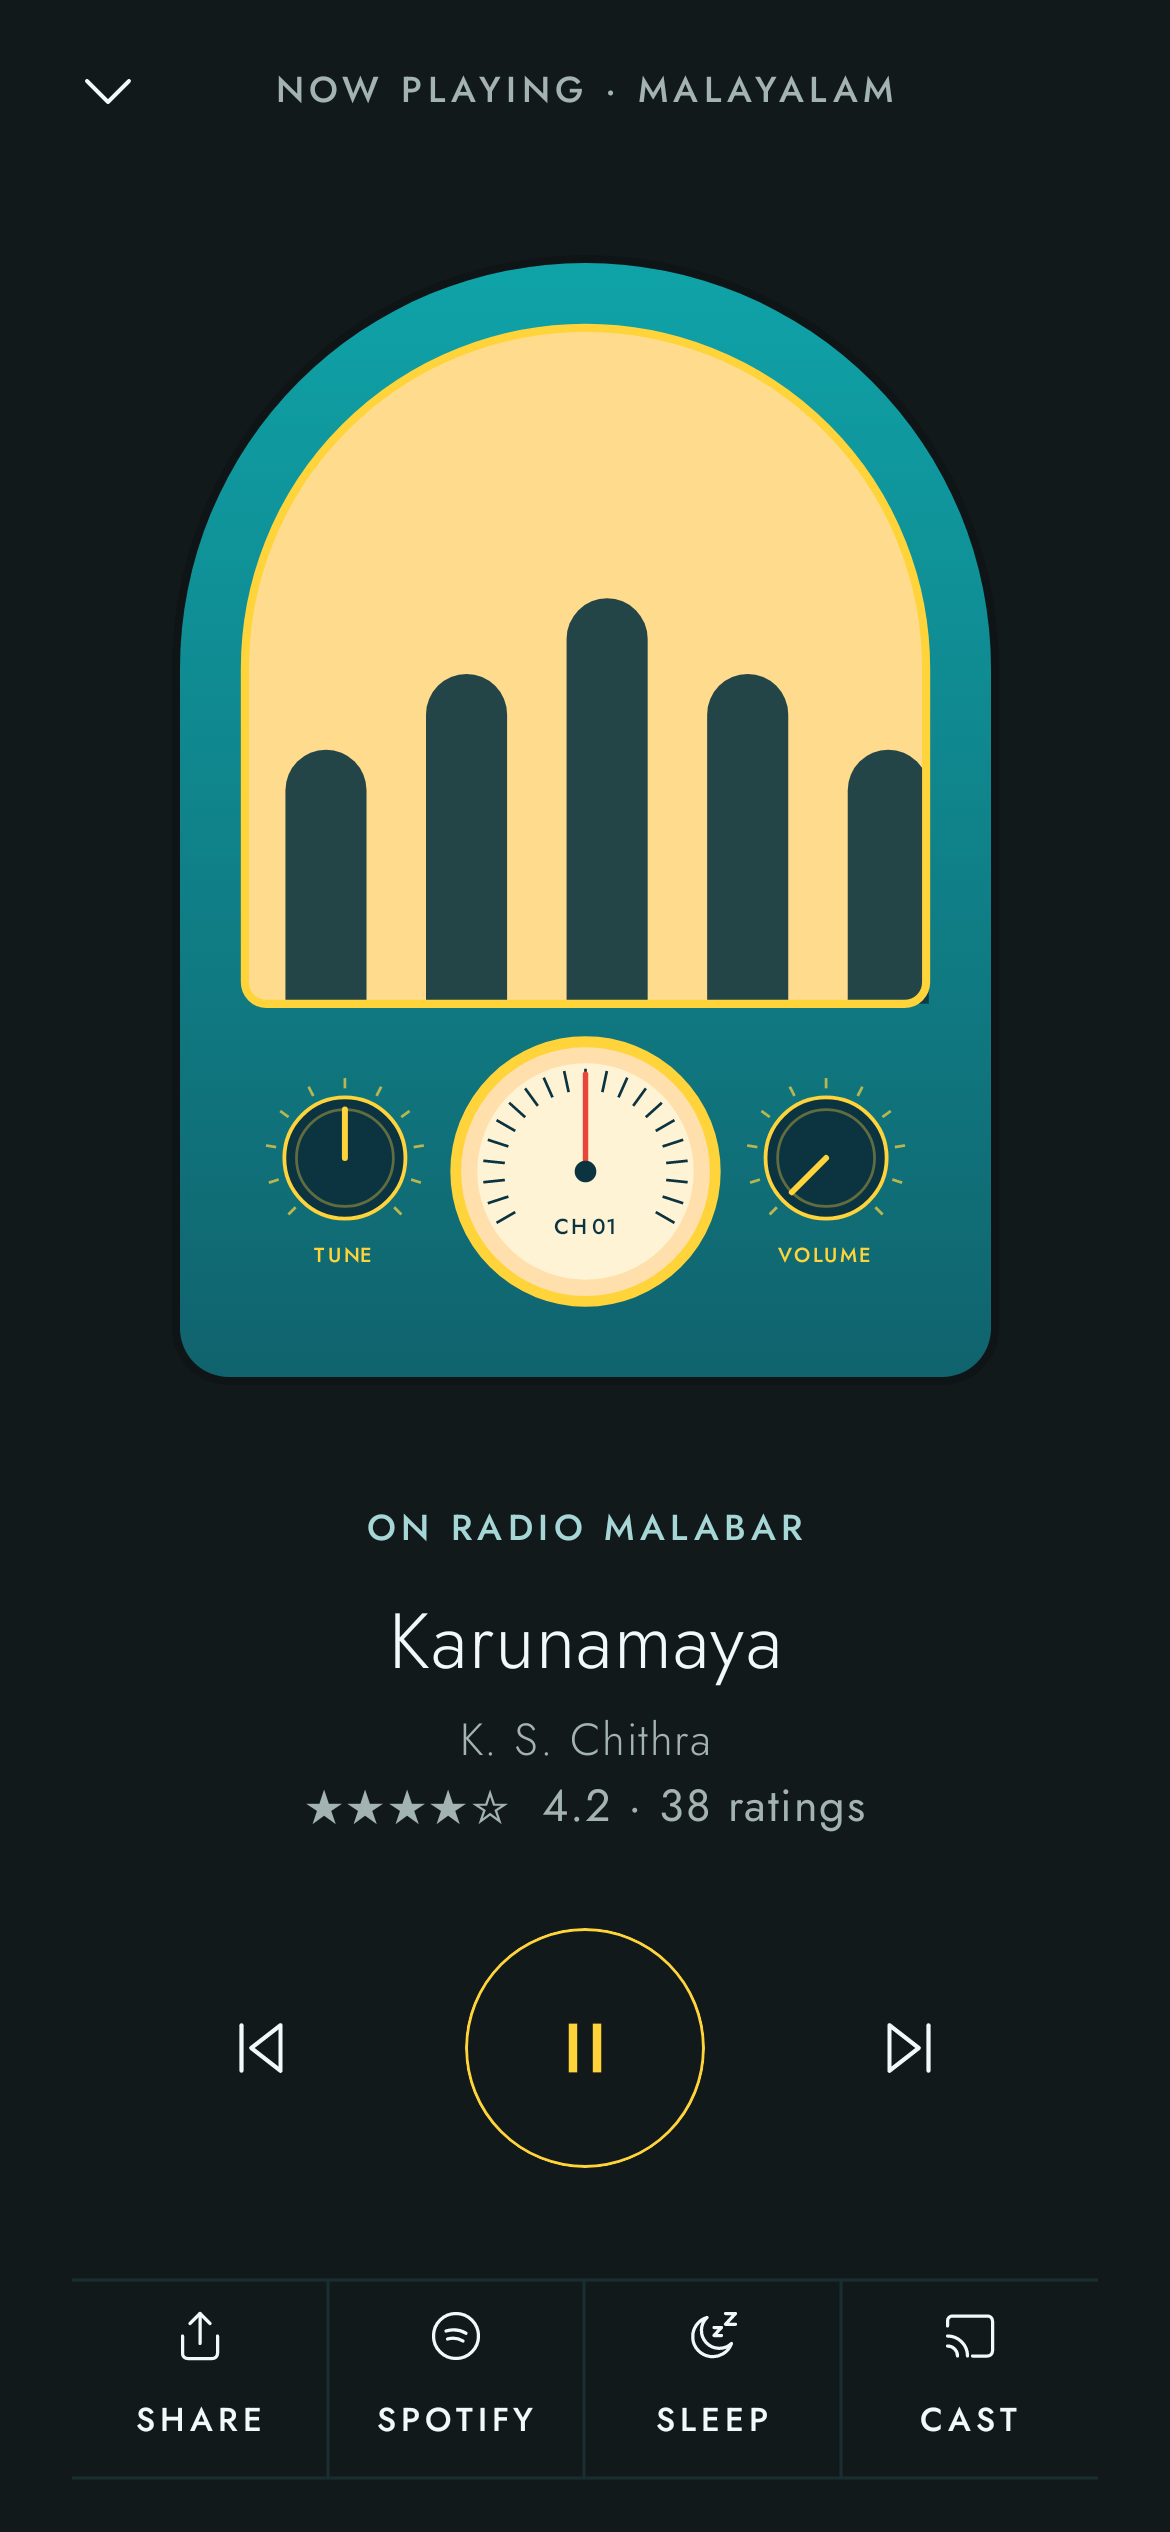 NOW PLAYING · MALAYALAM
CH 01
TUNE
VOLUME
ON RADIO MALABAR
Karunamaya
K. S. Chithra
★★★★☆ 4.2 · 38 ratings
SHARE
SPOTIFY
SLEEP
CAST